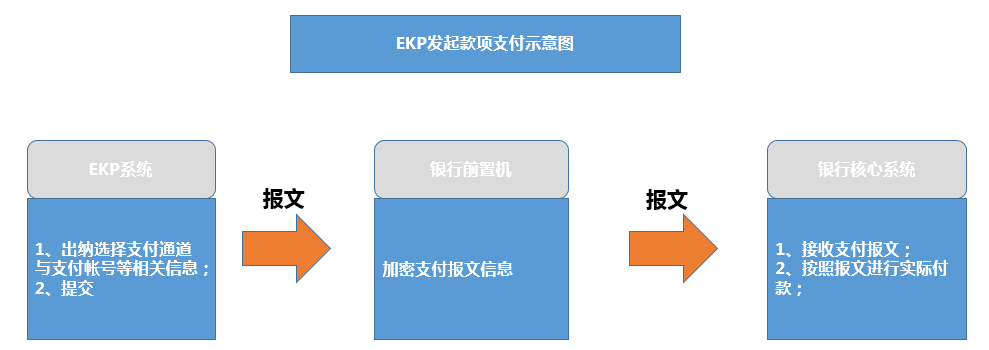 EKP发起款项支付示意图
EKP系统
银行前置机
银行核心系统
报文
报文
1、出纳选择支付通道
与支付帐号等相关信息；
2、提交
加密支付报文信息
1、接收支付报文；
2、按照报文进行实际付
款；